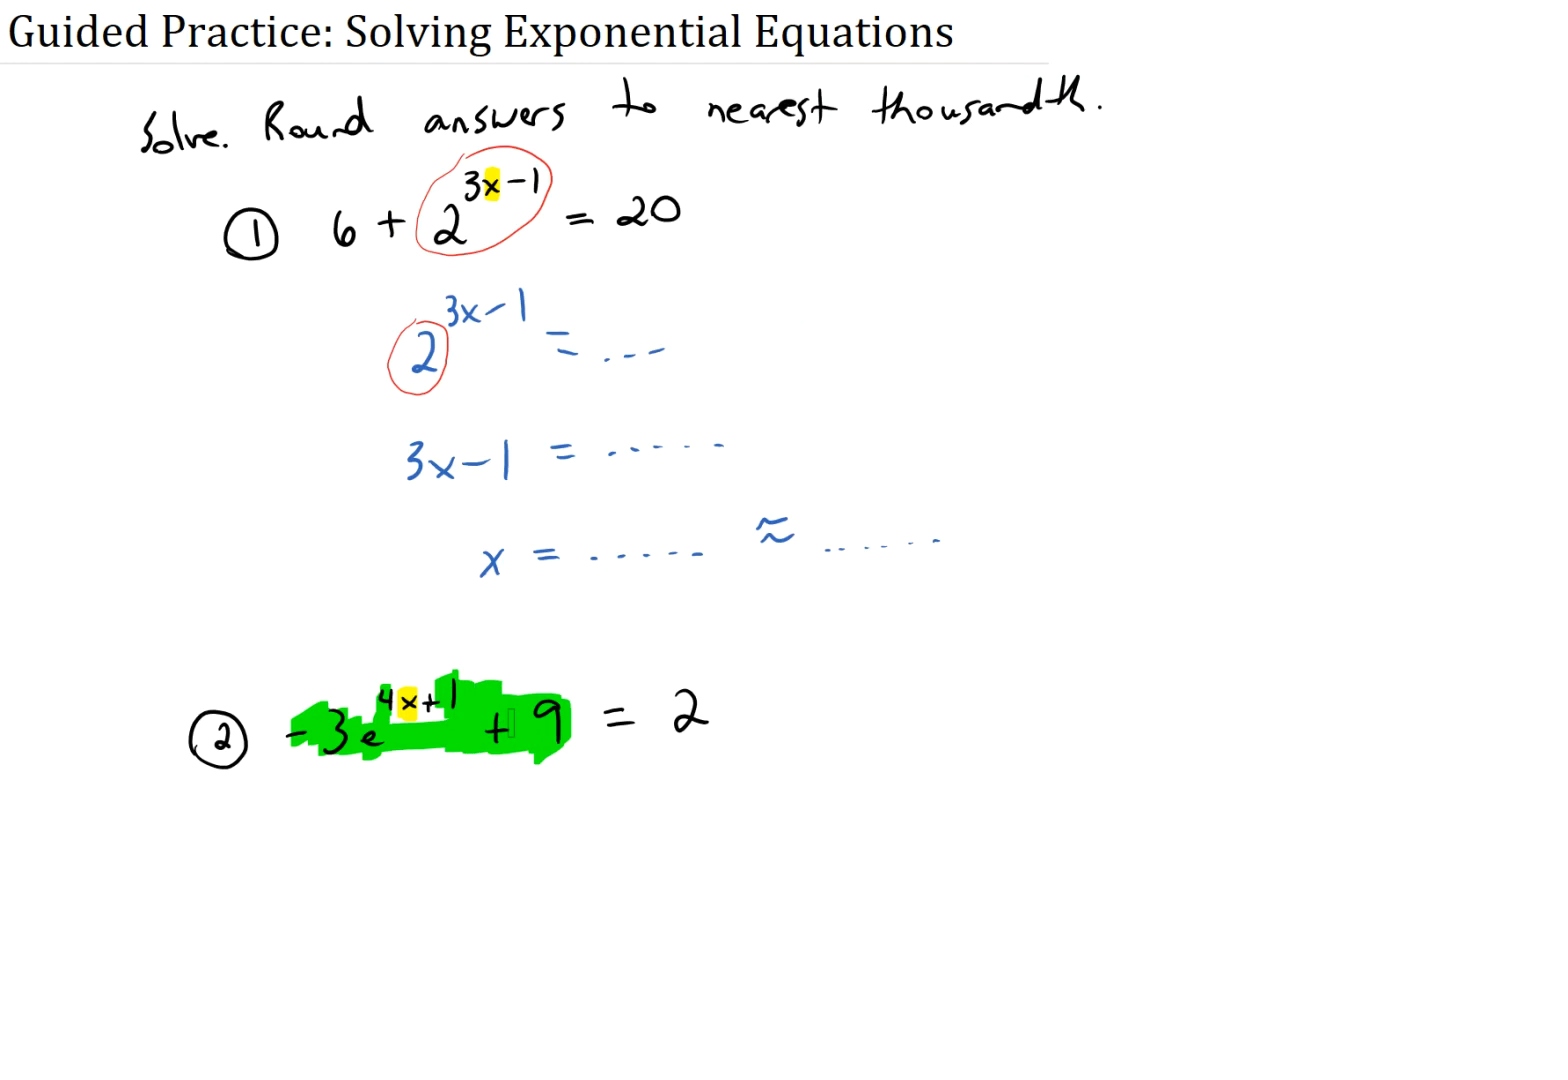 Guided Practice: Solving Exponential Equations
Solve. Round answers to nearest thousandth.
① 6 + 2^(3x-1) = 20
2^(3x-1) = ...
3x-1 = ......
x = ..... ≈ ......
② -3e^(4x+1) + 9 = 2